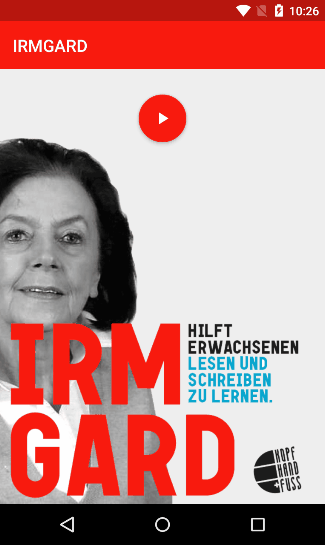 10:26
IRMGARD
HILFT
ERWACHSENEN
LESEN UND
SCHREIBEN
ZU LERNEN.
IRM
GARD
KOPF
HAND
+FUSS